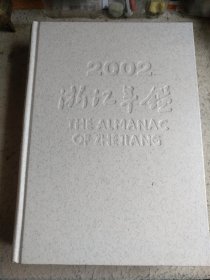 2002
浙江年鉴
THE ALMANAC
OF ZHEJIANG